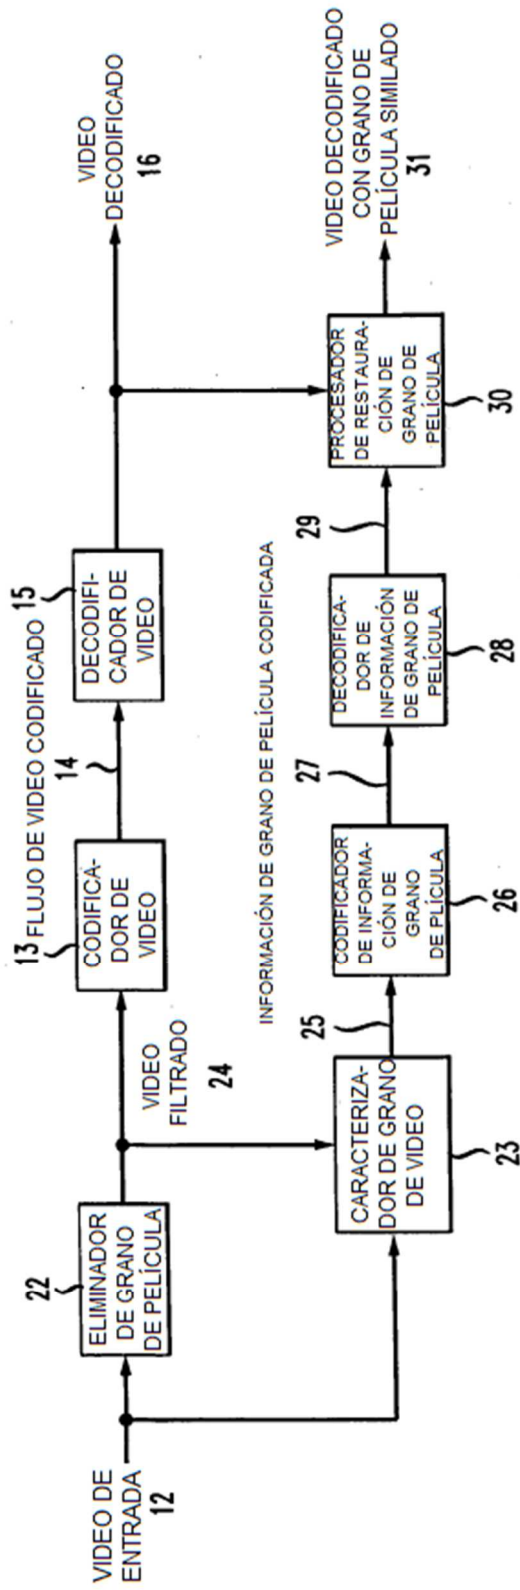 VIDEO DE
ENTRADA
12
22
ELIMINADOR
DE GRANO
DE PELÍCULA
VIDEO
FILTRADO
24
13
CODIFICA-
DOR DE
VIDEO
FLUJO DE VIDEO CODIFICADO
14
15
DECODIFI-
CADOR DE
VIDEO
VIDEO
DECODIFICADO
16
CARACTERIZA-
DOR DE GRANO
DE VIDEO
23
25
CODIFICADOR
DE INFORMA-
CIÓN DE
GRANO
DE PLÍCULA
26
INFORMACIÓN DE GRANO DE PELÍCULA CODIFICADA
27
DECODIFICA-
DOR DE
INFORMACIÓN
DE GRANO DE
PELÍCULA
28
29
PROCESADOR
DE RESTAURA-
CIÓN DE
GRANO DE
PELÍCULA
30
VIDEO DECODIFICADO
CON GRANO DE
PELÍCULA SIMILADO
31